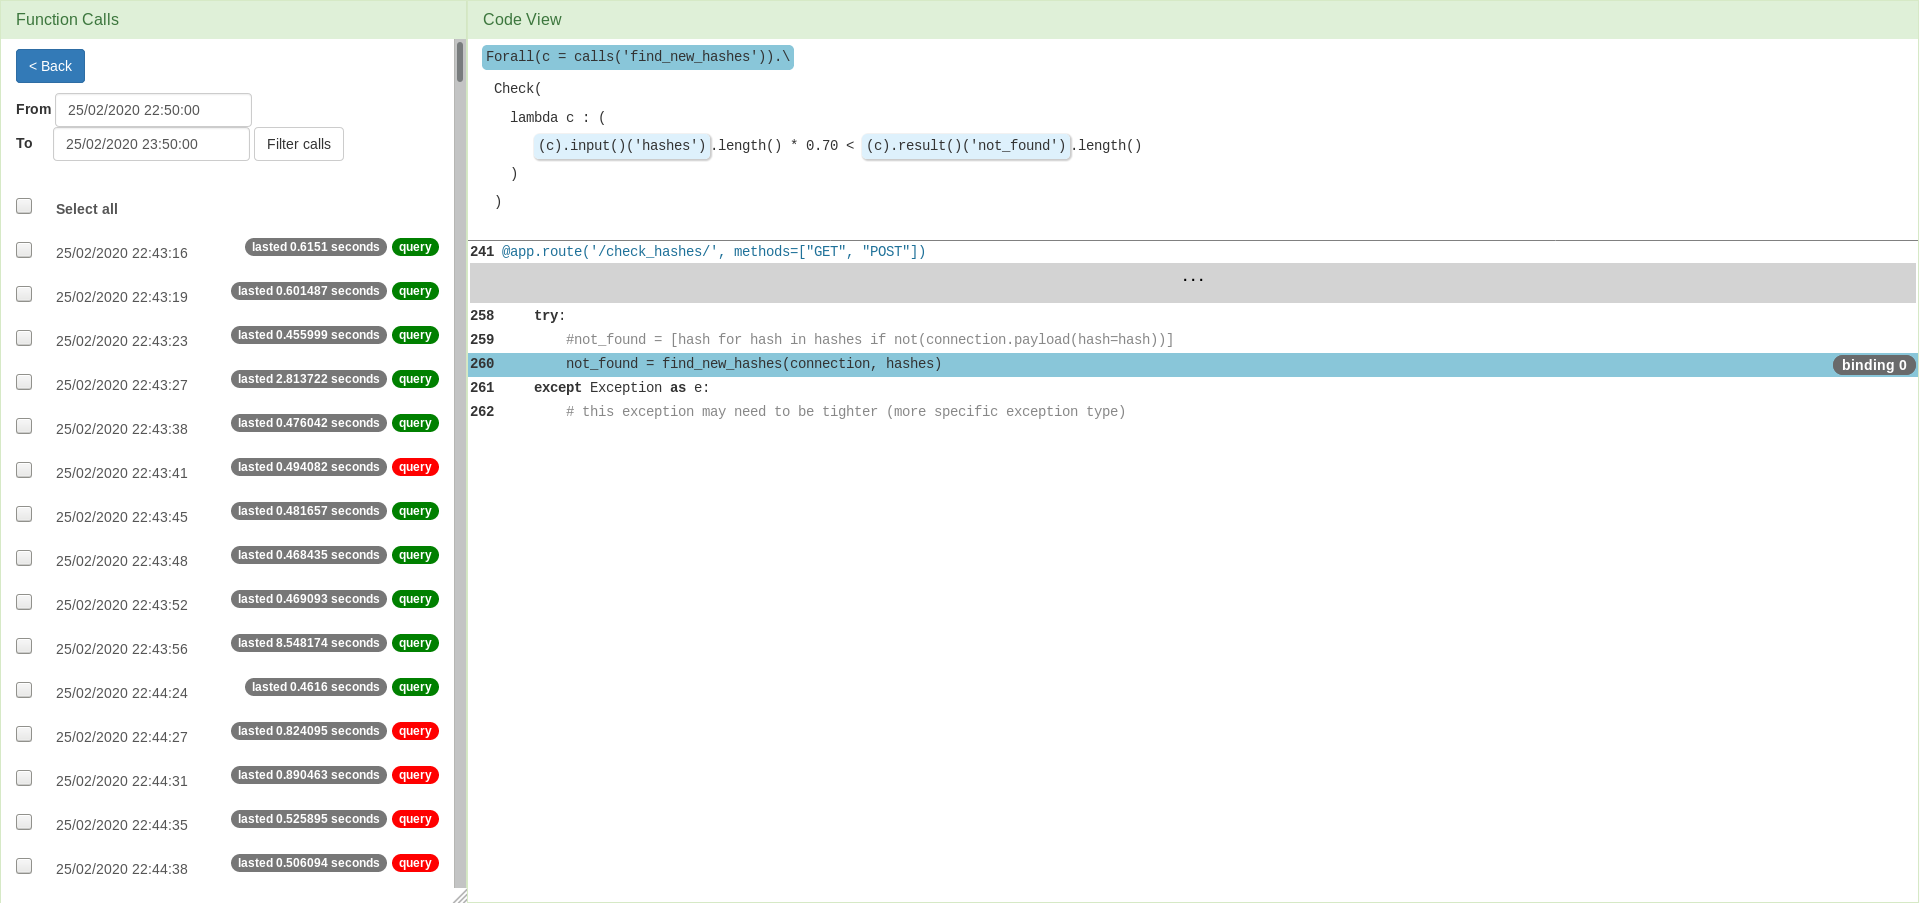 Function Calls
< Back
From 25/02/2020 22:50:00
To 25/02/2020 23:50:00 Filter calls
Select all
25/02/2020 22:43:16 lasted 0.6151 seconds query
25/02/2020 22:43:19 lasted 0.601487 seconds query
25/02/2020 22:43:23 lasted 0.455999 seconds query
25/02/2020 22:43:27 lasted 2.813722 seconds query
25/02/2020 22:43:38 lasted 0.476042 seconds query
25/02/2020 22:43:41 lasted 0.494082 seconds query
25/02/2020 22:43:45 lasted 0.481657 seconds query
25/02/2020 22:43:48 lasted 0.468435 seconds query
25/02/2020 22:43:52 lasted 0.469093 seconds query
25/02/2020 22:43:56 lasted 8.548174 seconds query
25/02/2020 22:44:24 lasted 0.4616 seconds query
25/02/2020 22:44:27 lasted 0.824095 seconds query
25/02/2020 22:44:31 lasted 0.890463 seconds query
25/02/2020 22:44:35 lasted 0.525895 seconds query
25/02/2020 22:44:38 lasted 0.506094 seconds query
Code View
Forall(c = calls('find_new_hashes')).\
Check(
lambda c : (
(c).input()('hashes').length() * 0.70 < (c).result()('not_found').length()
)
)
241 @app.route('/check_hashes/', methods=["GET", "POST"])
...
258 try:
259 #not_found = [hash for hash in hashes if not(connection.payload(hash=hash))]
260 not_found = find_new_hashes(connection, hashes) binding 0
261 except Exception as e:
262 # this exception may need to be tighter (more specific exception type)